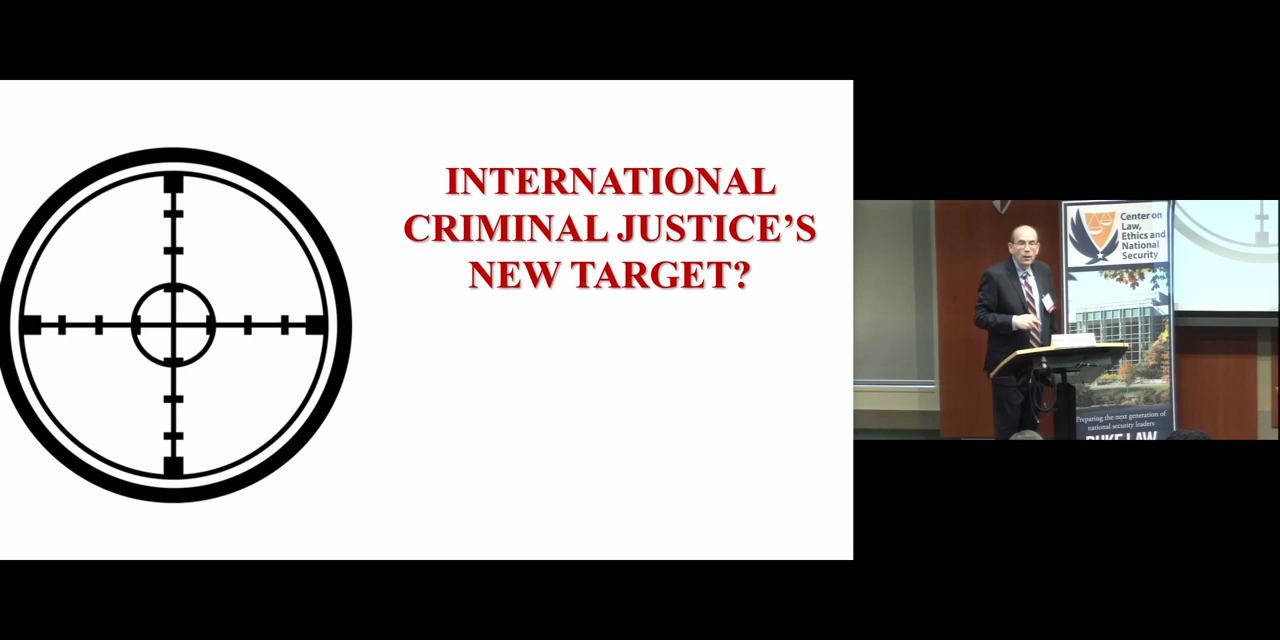 INTERNATIONAL
CRIMINAL JUSTICE’S
NEW TARGET?
Center on
Law,
Ethics and
National
Security
Preparing the next generation of
national security leaders
DUKE LAW